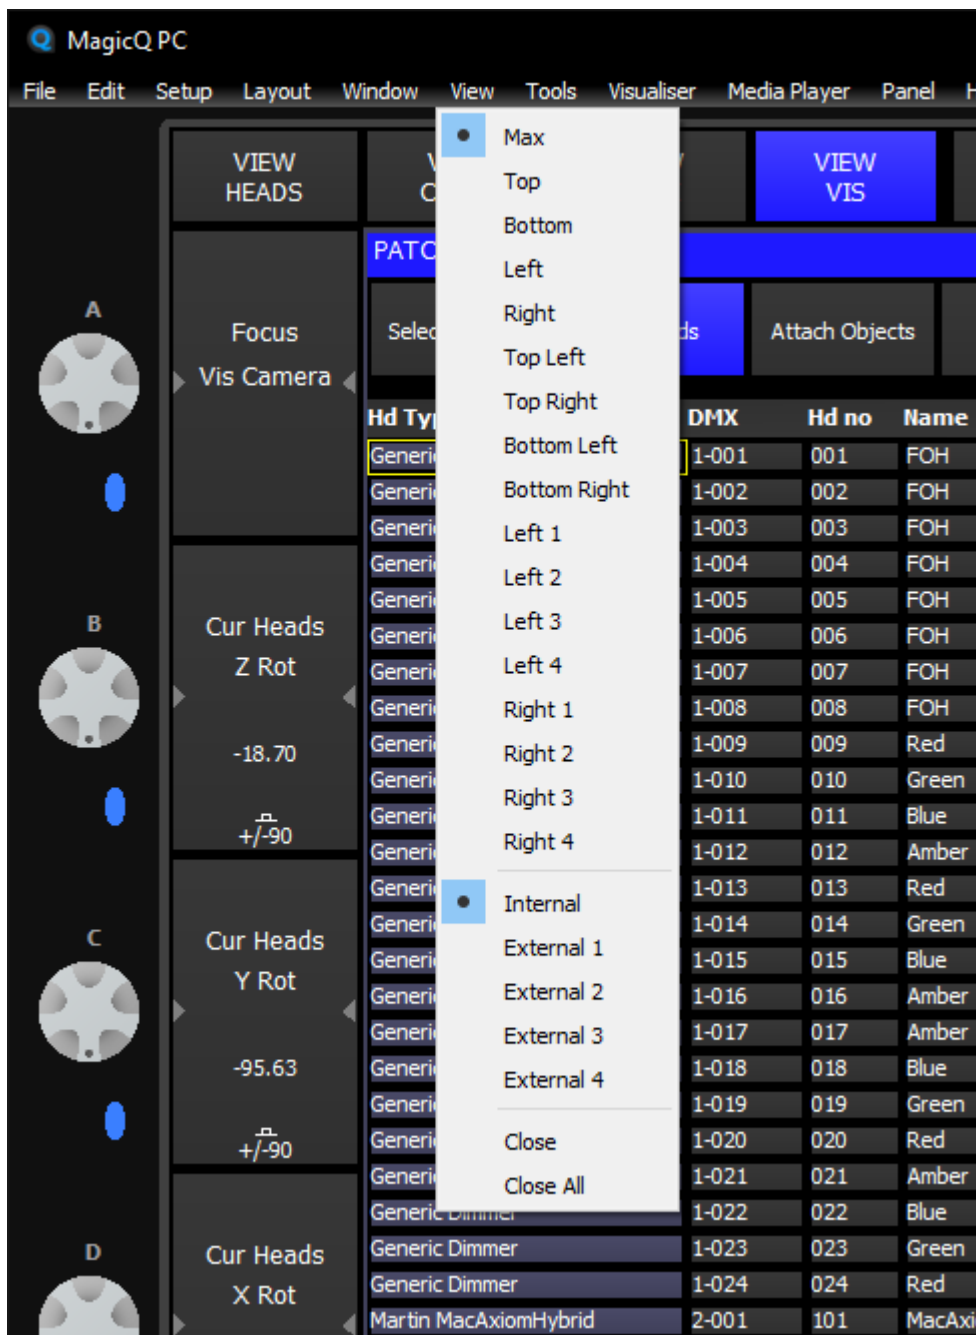 MagicQ PC
File Edit Setup Layout Window View Tools Visualiser Media Player Panel
VIEW
HEADS
VIEW
VIS
Max
Top
Bottom
Left
Right
Top Left
Top Right
Bottom Left
Bottom Right
Left 1
Left 2
Left 3
Left 4
Right 1
Right 2
Right 3
Right 4
Internal
External 1
External 2
External 3
External 4
Close
Close All
Attach Objects
A
Focus
Vis Camera
B
Cur Heads
Z Rot
-18.70
+/-90
C
Cur Heads
Y Rot
-95.63
+/-90
D
Cur Heads
X Rot
DMX Hd no Name
1-001 001 FOH
1-002 002 FOH
1-003 003 FOH
1-004 004 FOH
1-005 005 FOH
1-006 006 FOH
1-007 007 FOH
1-008 008 FOH
1-009 009 Red
1-010 010 Green
1-011 011 Blue
1-012 012 Amber
1-013 013 Red
1-014 014 Green
1-015 015 Blue
1-016 016 Amber
1-017 017 Amber
1-018 018 Blue
1-019 019 Green
1-020 020 Red
1-021 021 Amber
Generic Dimmer 1-022 022 Blue
Generic Dimmer 1-023 023 Green
Generic Dimmer 1-024 024 Red
Martin MacAxiomHybrid 2-001 101 MacAxi